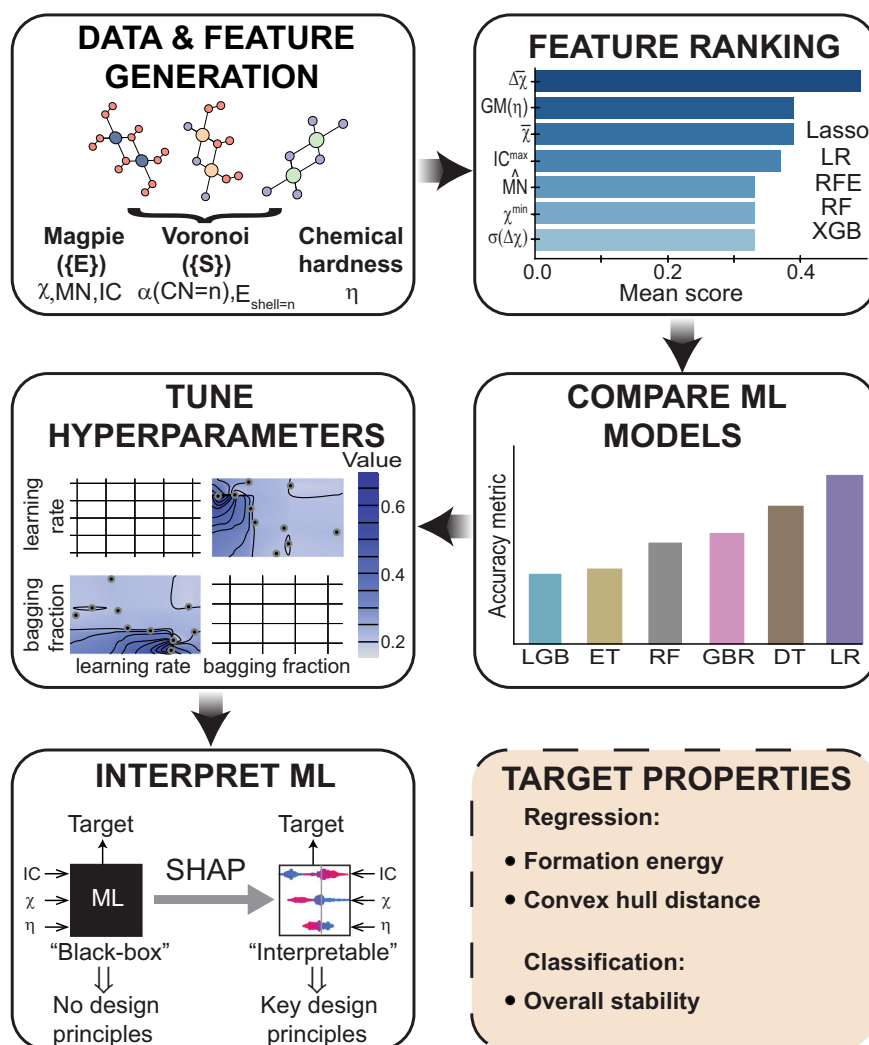 DATA & FEATURE
GENERATION
Magpie
({E})
χ,MN,IC
Voronoi
({S})
α(CN=n),E_shell=n
Chemical
hardness
η
FEATURE RANKING
Δχ̅
GM(η)
χ̅
IC^max
M̂N
χ^min
σ(Δχ)
Lasso
LR
RFE
RF
XGB
0.0 0.2 0.4
Mean score
TUNE
HYPERPARAMETERS
Value
learning
rate
bagging
fraction
0.6
0.4
0.2
learning rate bagging fraction
COMPARE ML
MODELS
Accuracy metric
LGB ET RF GBR DT LR
INTERPRET ML
Target
IC
χ
η
ML
“Black-box”
No design
principles
SHAP
Target
IC
χ
η
“Interpretable”
Key design
principles
TARGET PROPERTIES
Regression:
• Formation energy
• Convex hull distance
Classification:
• Overall stability